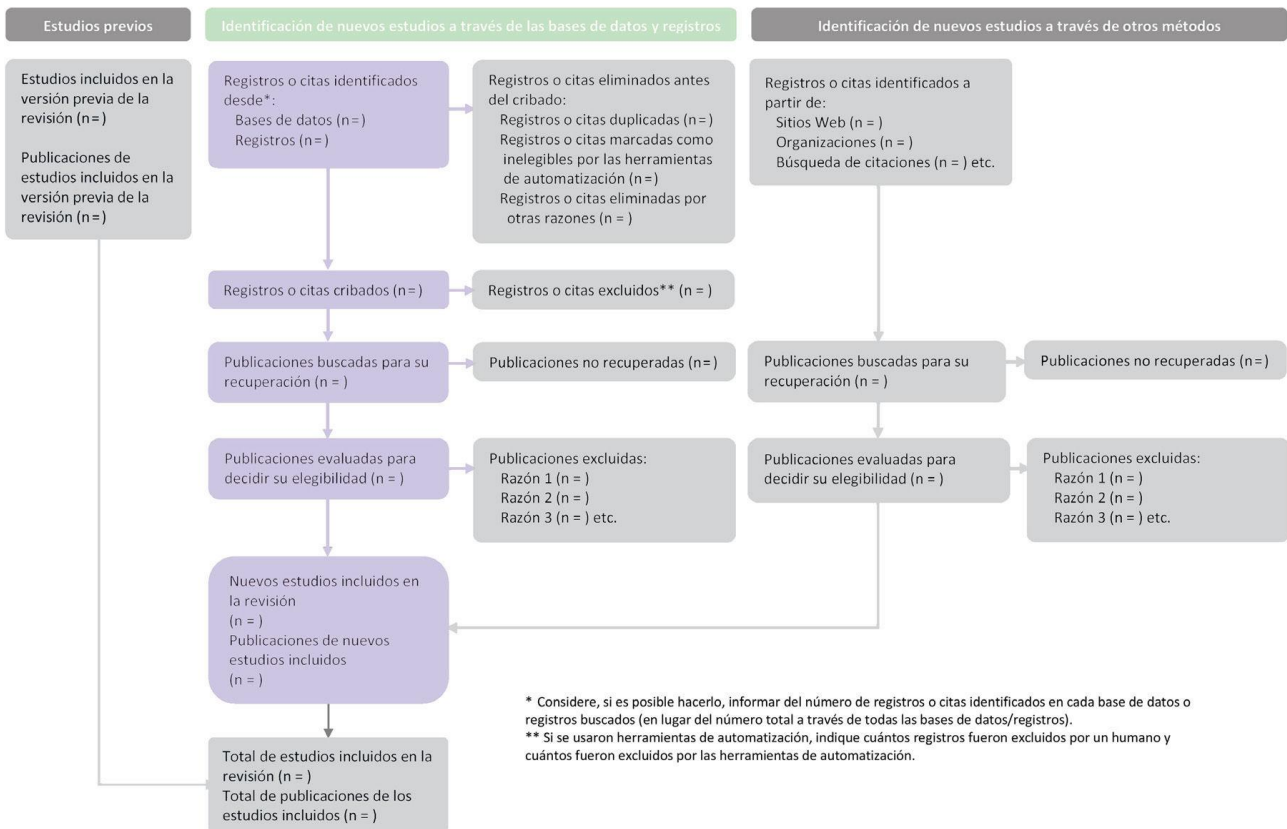 Estudios previos
Identificación de nuevos estudios a través de las bases de datos y registros
Identificación de nuevos estudios a través de otros métodos
Estudios incluidos en la
versión previa de la
revisión (n = )
Publicaciones de
estudios incluidos en la
versión previa de la
revisión (n = )
Registros o citas identificados
desde*:
Bases de datos (n = )
Registros (n = )
Registros o citas eliminados antes
del cribado:
Registros o citas duplicadas (n = )
Registros o citas marcadas como
inelegibles por las herramientas
de automatización (n = )
Registros o citas eliminadas por
otras razones (n = )
Registros o citas identificados a
partir de:
Sitios Web (n = )
Organizaciones (n = )
Búsqueda de citaciones (n = ) etc.
Registros o citas cribados (n = )
Registros o citas excluidos** (n = )
Publicaciones buscadas para su
recuperación (n = )
Publicaciones no recuperadas (n = )
Publicaciones buscadas para su
recuperación (n = )
Publicaciones no recuperadas (n = )
Publicaciones evaluadas para
decidir su elegibilidad (n = )
Publicaciones excluidas:
Razón 1 (n = )
Razón 2 (n = )
Razón 3 (n = ) etc.
Publicaciones evaluadas para
decidir su elegibilidad (n = )
Publicaciones excluidas:
Razón 1 (n = )
Razón 2 (n = )
Razón 3 (n = ) etc.
Nuevos estudios incluidos en
la revisión
(n = )
Publicaciones de nuevos
estudios incluidos
(n = )
* Considere, si es posible hacerlo, informar del número de registros o citas identificados en cada base de datos o
registros buscados (en lugar del número total a través de todas las bases de datos/registros).
** Si se usaron herramientas de automatización, indique cuántos registros fueron excluidos por un humano y
cuántos fueron excluidos por las herramientas de automatización.
Total de estudios incluidos en la
revisión (n = )
Total de publicaciones de los
estudios incluidos (n = )